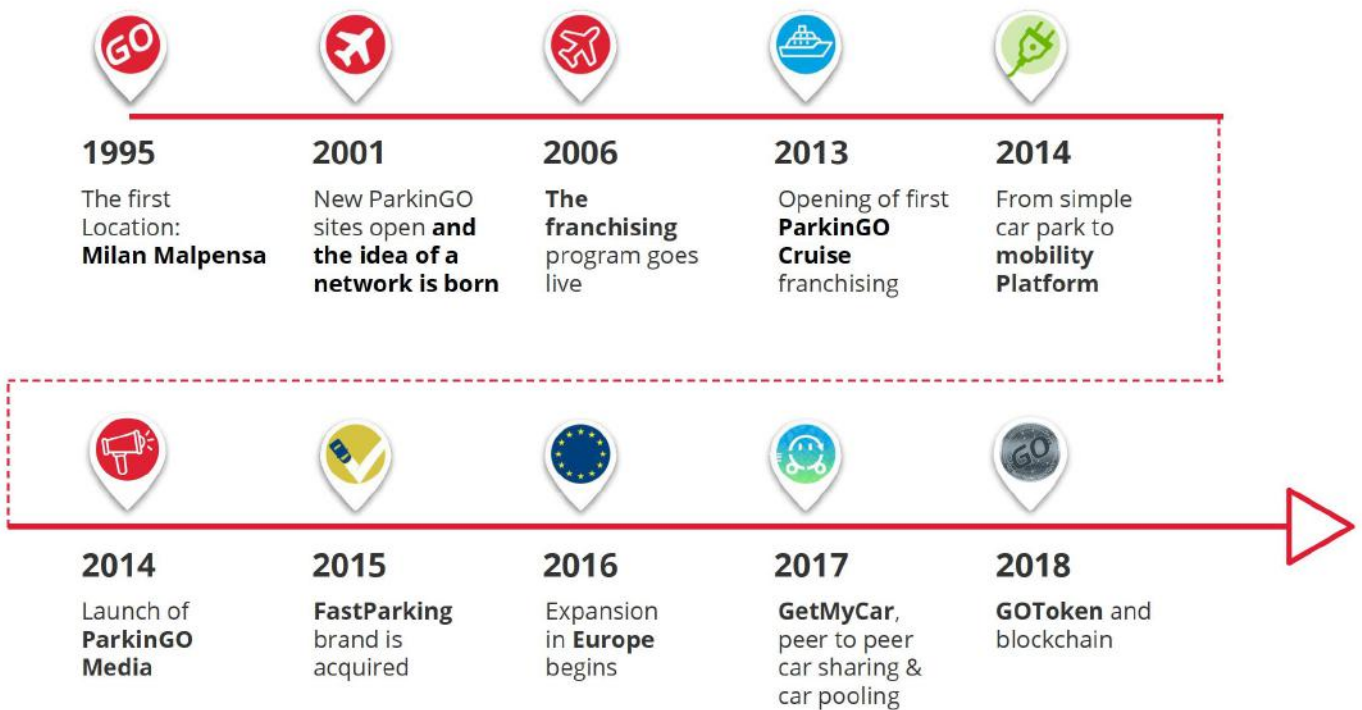 GO
1995
The first
Location:
Milan Malpensa
2001
New ParkinGO
sites open and
the idea of a
network is born
2006
The
franchising
program goes
live
2013
Opening of first
ParkinGO
Cruise
franchising
2014
From simple
car park to
mobility
Platform
2014
Launch of
ParkinGO
Media
2015
FastParking
brand is
acquired
2016
Expansion
in Europe
begins
2017
GetMyCar,
peer to peer
car sharing &
car pooling
GO
2018
GOToken and
blockchain